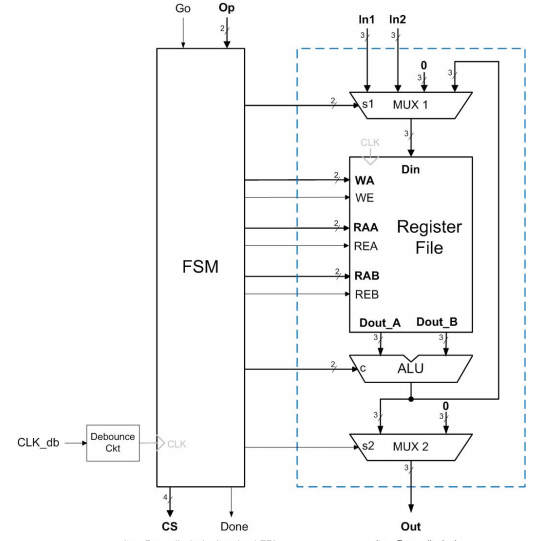 Go Op
2
In1 In2
3 3 0 3 3
2 s1 MUX 1
3
CLK
Din
2 WA
WE
2 RAA
REA
Register
File
FSM
2 RAB
REB
Dout_A Dout_B
3 3
2 c ALU
3 0 3
CLK_db Debounce
Ckt CLK
s2 MUX 2
3
4
CS Done Out